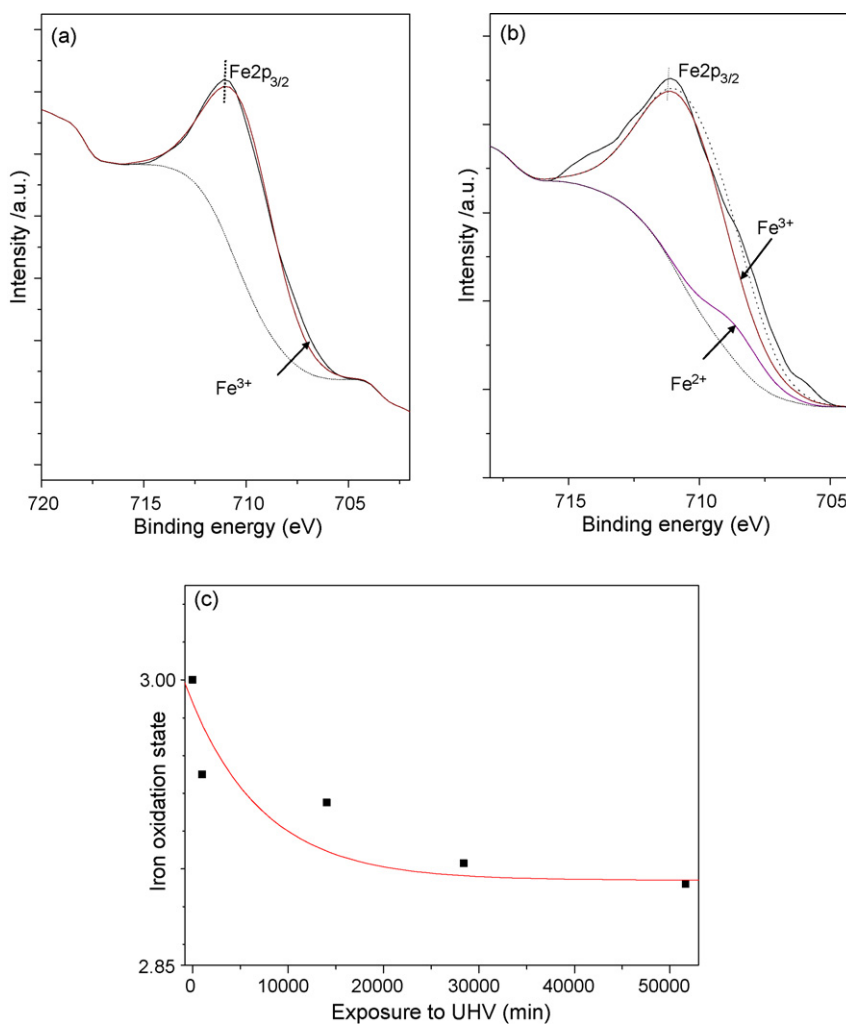 (a)
Fe2p3/2
Fe3+
Intensity /a.u.
720
715
710
705
Binding energy (eV)
(b)
Fe2p3/2
Fe3+
Fe2+
Intensity /a.u.
715
710
705
Binding energy (eV)
(c)
3.00
2.85
Iron oxidation state
0
10000
20000
30000
40000
50000
Exposure to UHV (min)